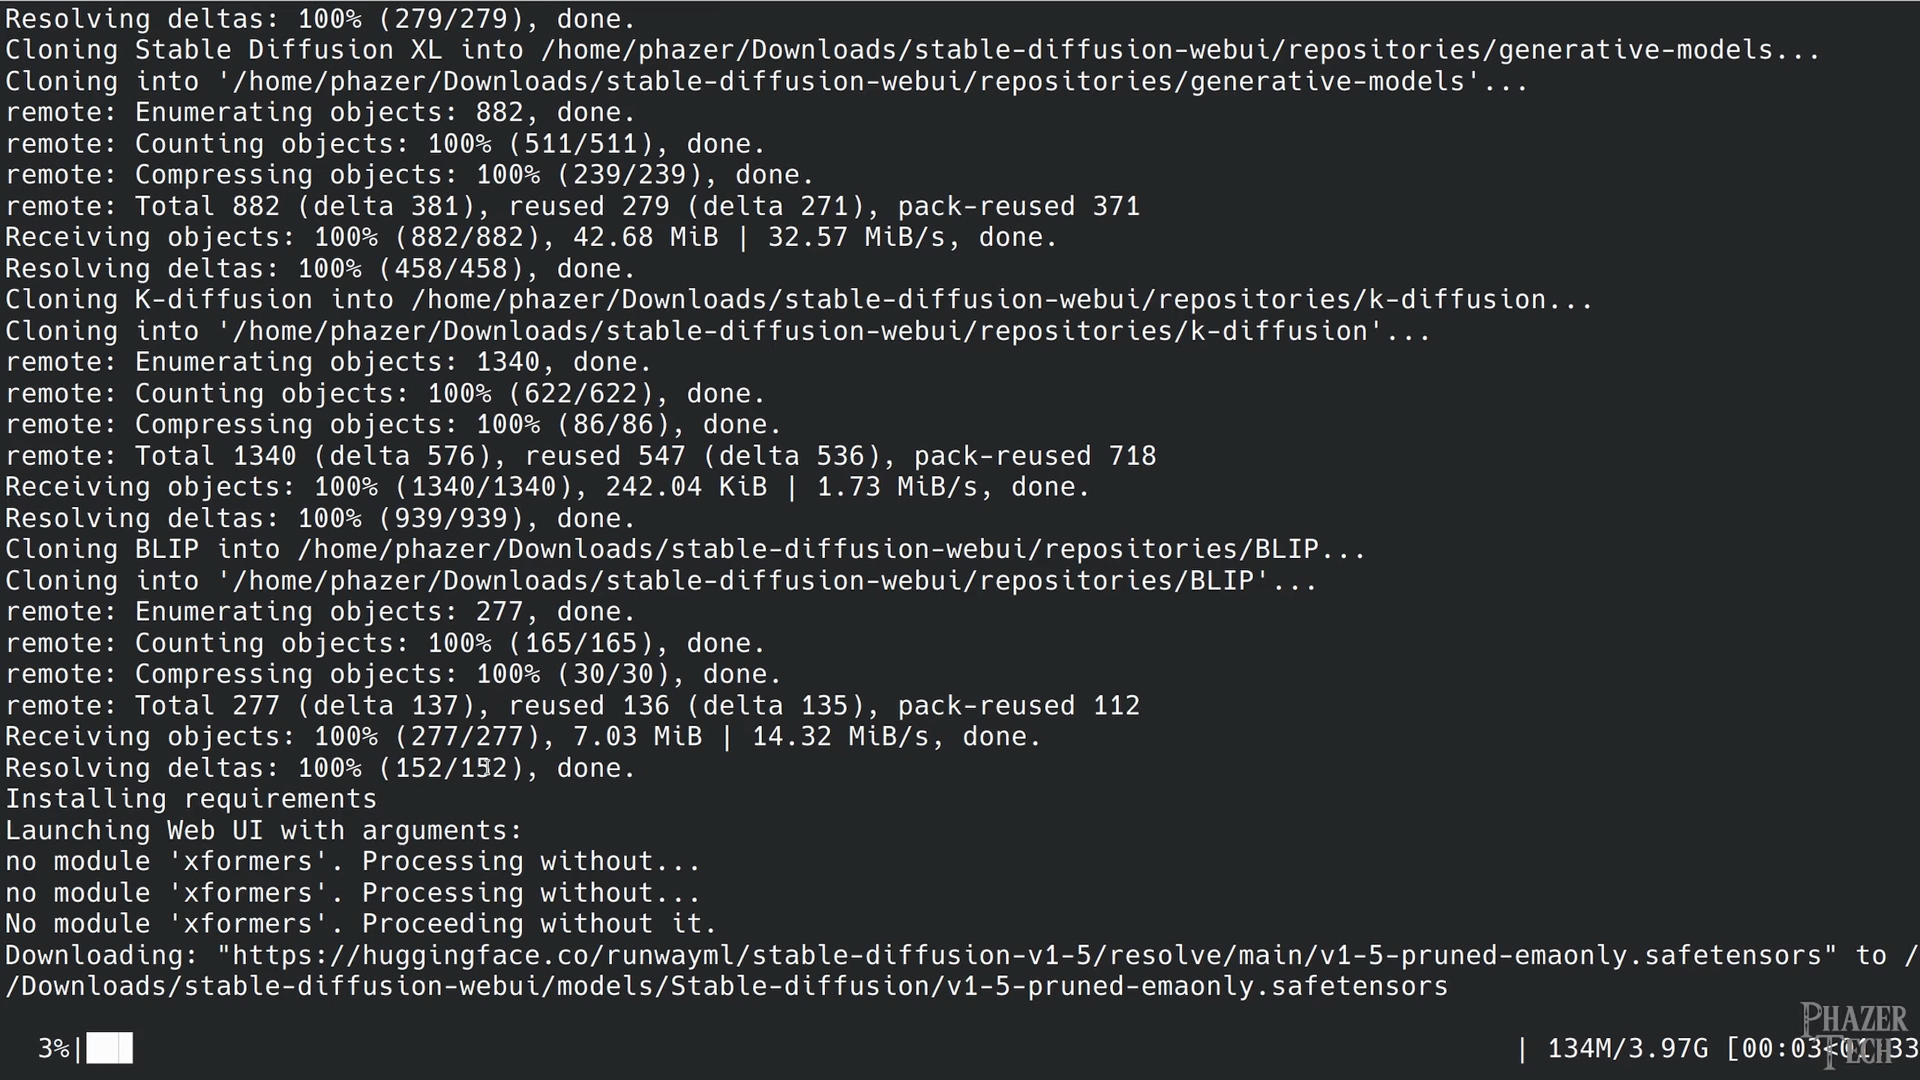 Resolving deltas: 100% (279/279), done.
Cloning Stable Diffusion XL into /home/phazer/Downloads/stable-diffusion-webui/repositories/generative-models...
Cloning into '/home/phazer/Downloads/stable-diffusion-webui/repositories/generative-models'...
remote: Enumerating objects: 882, done.
remote: Counting objects: 100% (511/511), done.
remote: Compressing objects: 100% (239/239), done.
remote: Total 882 (delta 381), reused 279 (delta 271), pack-reused 371
Receiving objects: 100% (882/882), 42.68 MiB | 32.57 MiB/s, done.
Resolving deltas: 100% (458/458), done.
Cloning K-diffusion into /home/phazer/Downloads/stable-diffusion-webui/repositories/k-diffusion...
Cloning into '/home/phazer/Downloads/stable-diffusion-webui/repositories/k-diffusion'...
remote: Enumerating objects: 1340, done.
remote: Counting objects: 100% (622/622), done.
remote: Compressing objects: 100% (86/86), done.
remote: Total 1340 (delta 576), reused 547 (delta 536), pack-reused 718
Receiving objects: 100% (1340/1340), 242.04 KiB | 1.73 MiB/s, done.
Resolving deltas: 100% (939/939), done.
Cloning BLIP into /home/phazer/Downloads/stable-diffusion-webui/repositories/BLIP...
Cloning into '/home/phazer/Downloads/stable-diffusion-webui/repositories/BLIP'...
remote: Enumerating objects: 277, done.
remote: Counting objects: 100% (165/165), done.
remote: Compressing objects: 100% (30/30), done.
remote: Total 277 (delta 137), reused 136 (delta 135), pack-reused 112
Receiving objects: 100% (277/277), 7.03 MiB | 14.32 MiB/s, done.
Resolving deltas: 100% (152/152), done.
Installing requirements
Launching Web UI with arguments:
no module 'xformers'. Processing without...
no module 'xformers'. Processing without...
No module 'xformers'. Proceeding without it.
Downloading: "https://huggingface.co/runwayml/stable-diffusion-v1-5/resolve/main/v1-5-pruned-emaonly.safetensors" to /
/Downloads/stable-diffusion-webui/models/Stable-diffusion/v1-5-pruned-emaonly.safetensors
3%| | 134M/3.97G [00:03<01:33
PHAZER
TECH